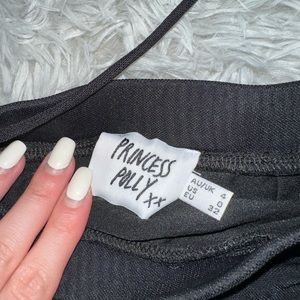 PRINCESS
POLLY xx
AU/UK 4
US 0
EU 32